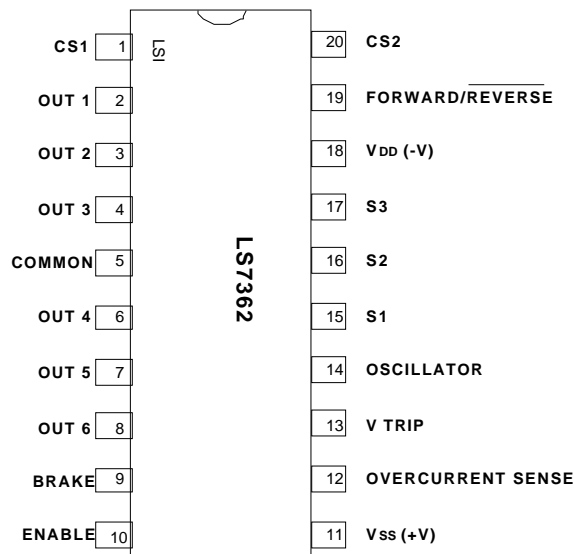 CS1 1 LSI 20 CS2
OUT 1 2 19 FORWARD/REVERSE
OUT 2 3 18 VDD (-V)
OUT 3 4 17 S3
COMMON 5 16 S2
LS7362
OUT 4 6 15 S1
OUT 5 7 14 OSCILLATOR
OUT 6 8 13 V TRIP
BRAKE 9 12 OVERCURRENT SENSE
ENABLE 10 11 VSS (+V)